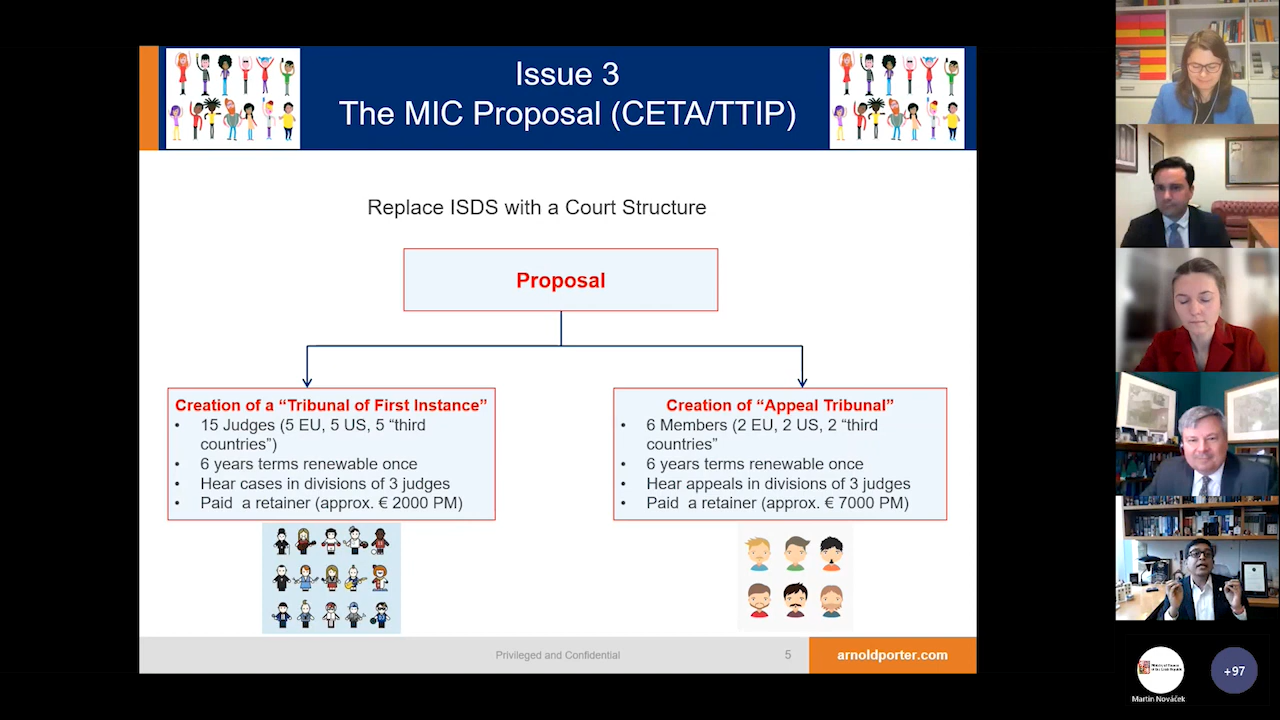 Issue 3
The MIC Proposal (CETA/TTIP)
Replace ISDS with a Court Structure
Proposal
Creation of a “Tribunal of First Instance”
• 15 Judges (5 EU, 5 US, 5 “third
countries”)
• 6 years terms renewable once
• Hear cases in divisions of 3 judges
• Paid a retainer (approx. € 2000 PM)
Creation of “Appeal Tribunal”
• 6 Members (2 EU, 2 US, 2 “third
countries”
• 6 years terms renewable once
• Hear appeals in divisions of 3 judges
• Paid a retainer (approx. € 7000 PM)
Privileged and Confidential
5
arnoldporter.com
+97
Martin Nováček